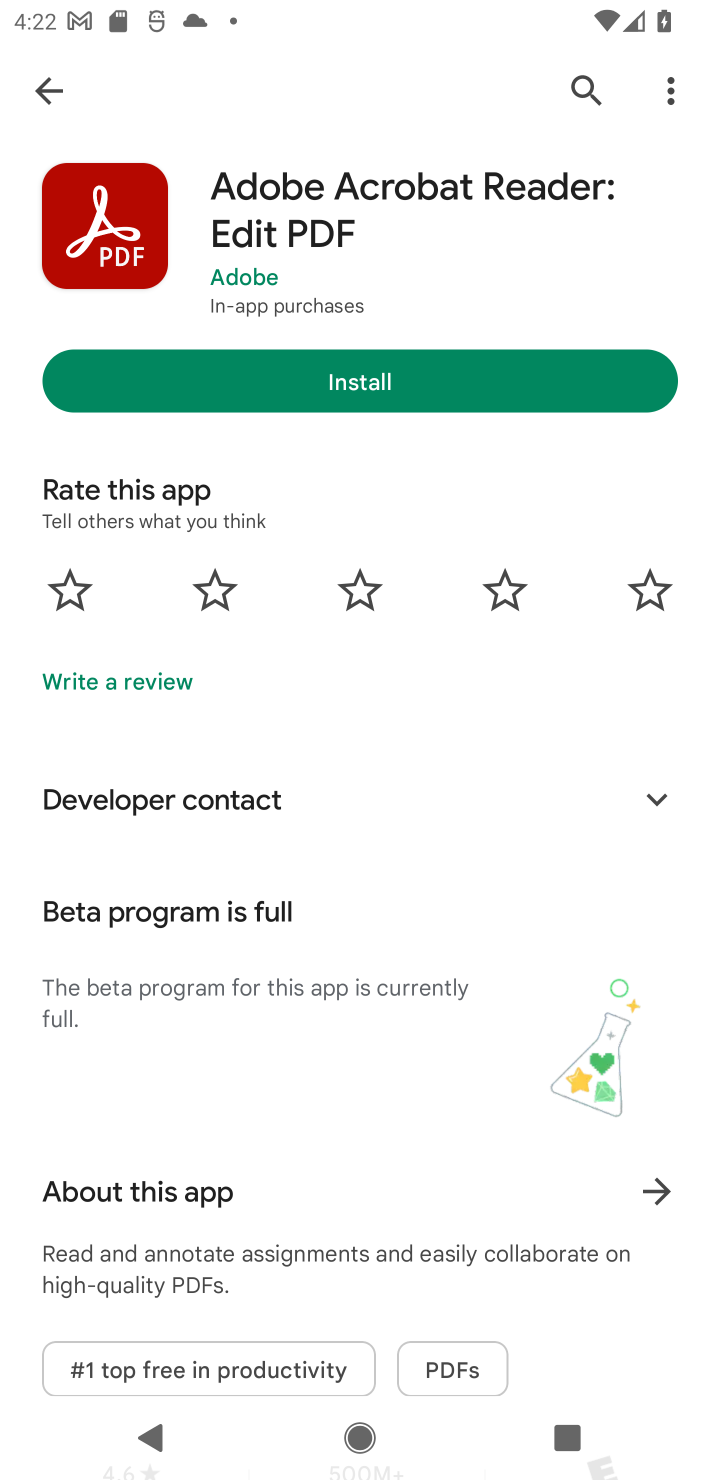 4:22
Adobe Acrobat Reader:
Edit PDF
PDF
Adobe
In-app purchases
Install
Rate this app
Tell others what you think
Write a review
Developer contact
Beta program is full
The beta program for this app is currently
full.
About this app
Read and annotate assignments and easily collaborate on
high-quality PDFs.
#1 top free in productivity
PDFs
4.6★
500M+
E